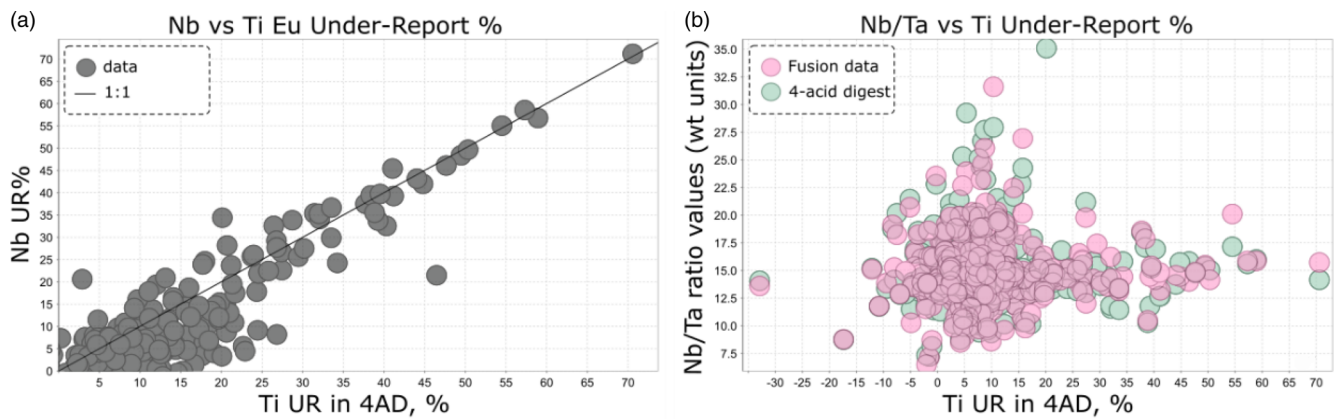 (a)
Nb vs Ti Eu Under-Report %
data
1:1
70
65
60
55
50
45
40
35
30
25
20
15
10
5
0
Nb UR%
5 10 15 20 25 30 35 40 45 50 55 60 65 70
Ti UR in 4AD, %
(b)
Nb/Ta vs Ti Under-Report %
Fusion data
4-acid digest
35.0
32.5
30.0
27.5
25.0
22.5
20.0
17.5
15.0
12.5
10.0
7.5
Nb/Ta ratio values (wt units)
-30 -25 -20 -15 -10 -5 0 5 10 15 20 25 30 35 40 45 50 55 60 65 70
Ti UR in 4AD, %